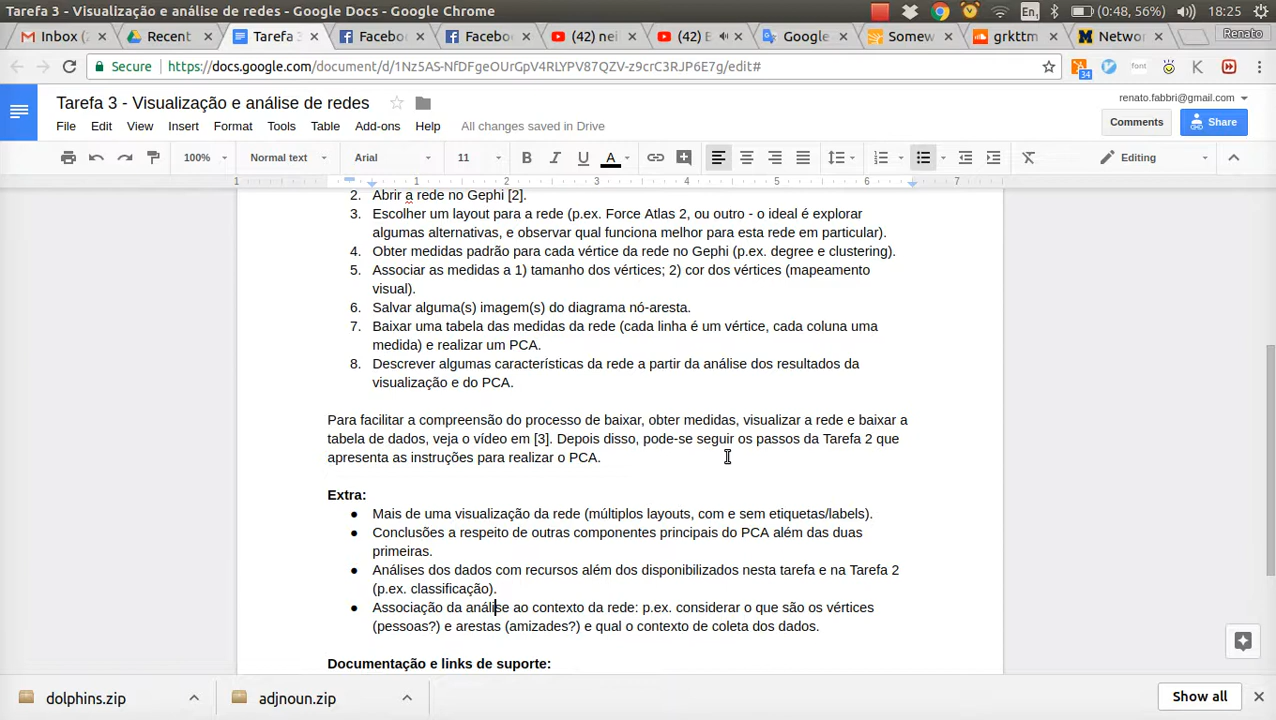 Tarefa 3 - Visualização e análise de redes - Google Docs - Google Chrome
En
(0:48, 56%)
18:25
Inbox (
Recent
Tarefa
Facebo
Faceboo
(42) nei
(42) E
Google
Somew
grkttm
Networ
Renato
Secure
https://docs.google.com/document/d/1Nz5AS-NfDFgeOUrGpV4RLYPV87QZV-z9crC3RJP6E7g/edit#
34
font
Tarefa 3 - Visualização e análise de redes
renato.fabbri@gmail.com
File Edit View Insert Format Tools Table Add-ons Help All changes saved in Drive
Comments
Share
100% Normal text Arial 11 B I U A Editing
1 1 2 3 4 5 6 7
2. Abrir a rede no Gephi [2].
3. Escolher um layout para a rede (p.ex. Force Atlas 2, ou outro - o ideal é explorar
algumas alternativas, e observar qual funciona melhor para esta rede em particular).
4. Obter medidas padrão para cada vértice da rede no Gephi (p.ex. degree e clustering).
5. Associar as medidas a 1) tamanho dos vértices; 2) cor dos vértices (mapeamento
visual).
6. Salvar alguma(s) imagem(s) do diagrama nó-aresta.
7. Baixar uma tabela das medidas da rede (cada linha é um vértice, cada coluna uma
medida) e realizar um PCA.
8. Descrever algumas características da rede a partir da análise dos resultados da
visualização e do PCA.
Para facilitar a compreensão do processo de baixar, obter medidas, visualizar a rede e baixar a
tabela de dados, veja o vídeo em [3]. Depois disso, pode-se seguir os passos da Tarefa 2 que
apresenta as instruções para realizar o PCA.
Extra:
● Mais de uma visualização da rede (múltiplos layouts, com e sem etiquetas/labels).
● Conclusões a respeito de outras componentes principais do PCA além das duas
primeiras.
● Análises dos dados com recursos além dos disponibilizados nesta tarefa e na Tarefa 2
(p.ex. classificação).
● Associação da análise ao contexto da rede: p.ex. considerar o que são os vértices
(pessoas?) e arestas (amizades?) e qual o contexto de coleta dos dados.
Documentação e links de suporte:
dolphins.zip
adjnoun.zip
Show all